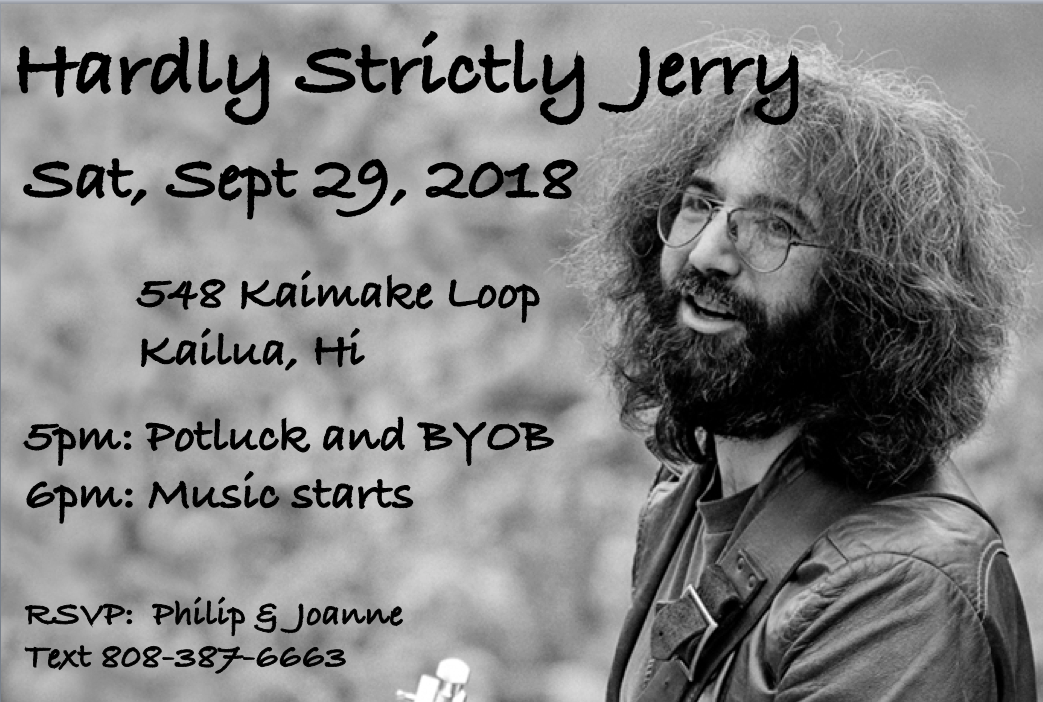 Hardly Strictly Jerry
Sat, Sept 29, 2018
548 Kaimake Loop
Kailua, Hi
5pm: Potluck and BYOB
6pm: Music starts
RSVP:  Philip & Joanne
Text 808-387-6663